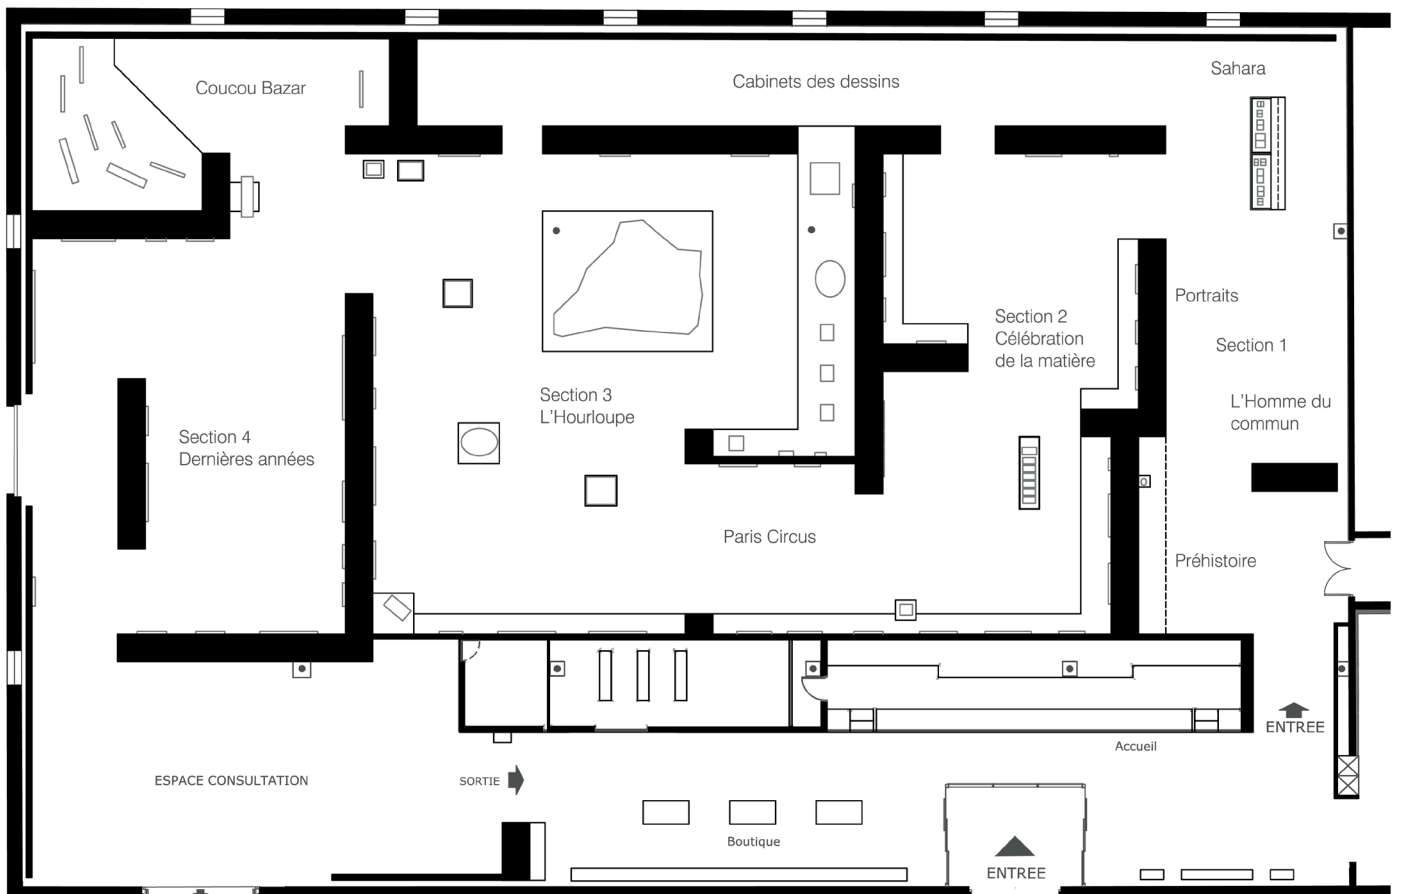 Sahara
Cabinets des dessins
Coucou Bazar
Portraits
Section 1
L'Homme du
commun
Section 2
Célébration
de la matière
Section 3
L'Hourloupe
Section 4
Dernières années
Paris Circus
Préhistoire
ENTREE
Accueil
ESPACE CONSULTATION
SORTIE
Boutique
ENTREE